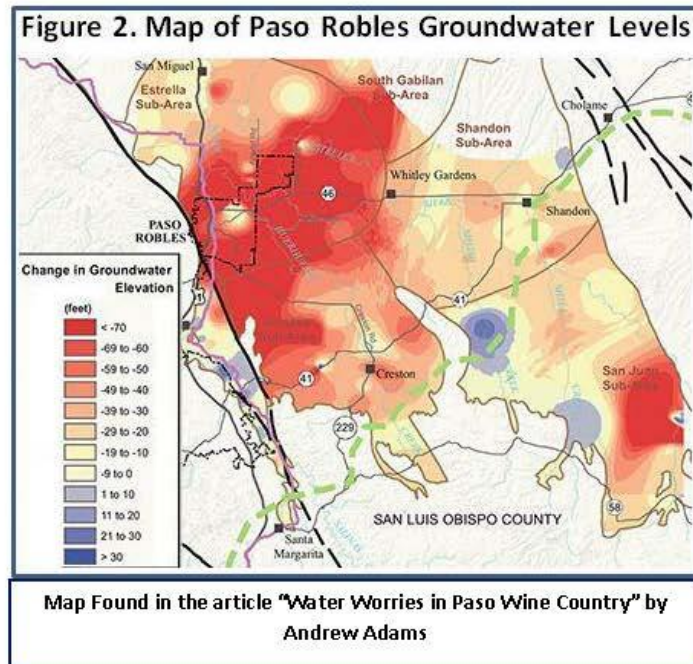 Figure 2. Map of Paso Robles Groundwater Levels
San Miguel
Estrella
Sub-Area
South Gabilan
Sub-Area
Cholame
Shandon
Sub-Area
46
Whitley Gardens
Shandon
PASO
ROBLES
Change in Groundwater
Elevation
(feet)
< -70
-69 to -60
-59 to -50
-49 to -40
-39 to -30
-29 to -20
-19 to -10
-9 to 0
1 to 10
11 to 20
21 to 30
> 30
41
Creston Rd
San Juan
Sub-Area
41
Creston
229
58
SAN LUIS OBISPO COUNTY
Santa
Margarita
Map Found in the article “Water Worries in Paso Wine Country” by
Andrew Adams